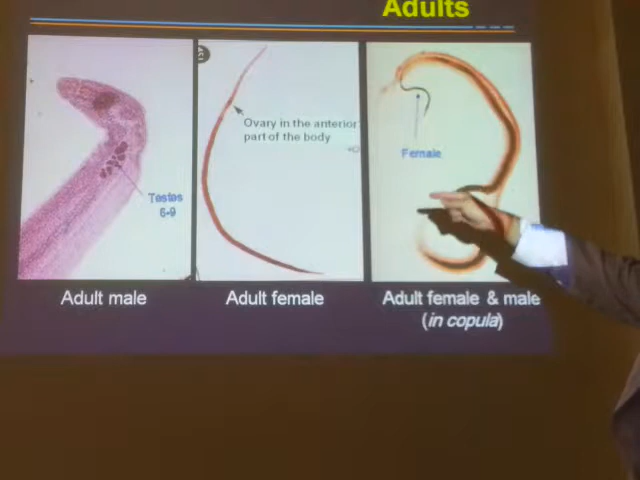 Adults
Ovary in the anterior
part of the body
Female
Testes
6-9
Adult male
Adult female
Adult female & male
(in copula)